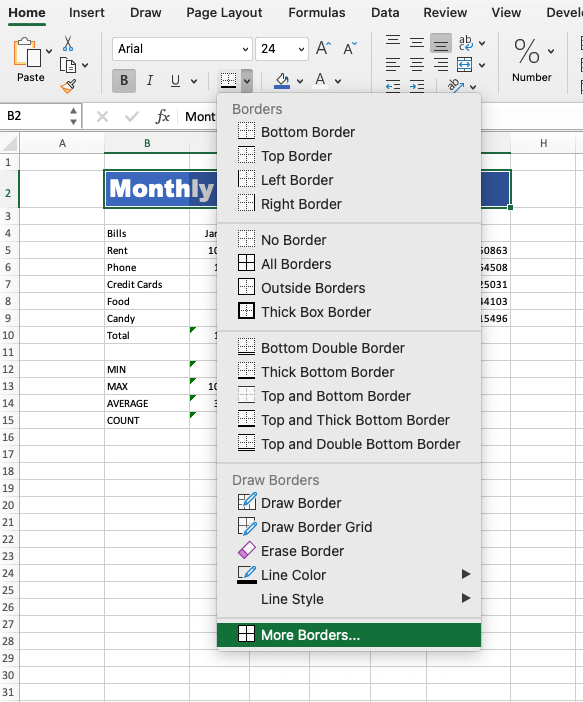 Home Insert Draw Page Layout Formulas Data Review View Devel
Arial 24 A A ab
Paste B I U A % Number
B2 fx Mont
A B H
1
2 Monthly
3
4 Bills Jar
5 Rent 10 60863
6 Phone 1 64508
7 Credit Cards 25031
8 Food 44103
9 Candy 15496
10 Total 1
11
12 MIN
13 MAX 10
14 AVERAGE 3
15 COUNT
16
17
18
19
20
21
22
23
24
25
26
27
28
29
30
31
Borders
Bottom Border
Top Border
Left Border
Right Border
No Border
All Borders
Outside Borders
Thick Box Border
Bottom Double Border
Thick Bottom Border
Top and Bottom Border
Top and Thick Bottom Border
Top and Double Bottom Border
Draw Borders
Draw Border
Draw Border Grid
Erase Border
Line Color
Line Style
More Borders...